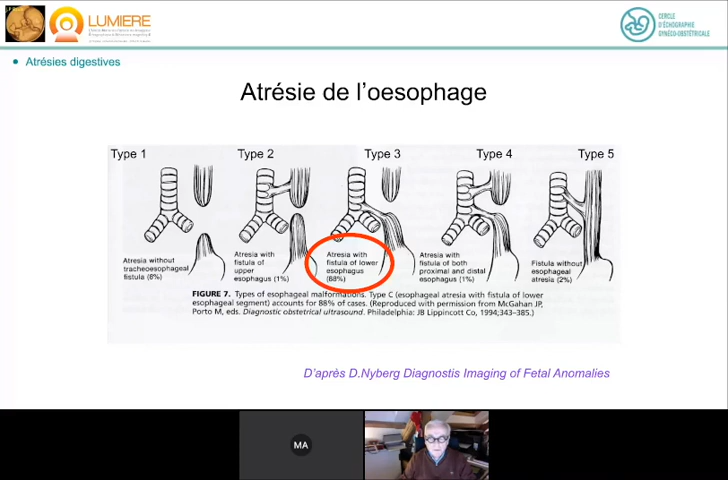 LUMIERE
CERCLE
D'ÉCHOGRAPHIE
GYNÉCO-OBSTÉTRICALE
• Atrésies digestives
Atrésie de l'oesophage
Type 1 Type 2 Type 3 Type 4 Type 5
Atresia without
tracheoesophageal
fistula (8%)
Atresia with
fistula of
upper
esophagus (1%)
Atresia with
fistula of lower
esophagus
(88%)
Atresia with
fistula of both
proximal and distal
esophagus (1%)
Fistula without
esophageal
atresia (2%)
FIGURE 7. Types of esophageal malformations. Type C (esophageal atresia with fistula of lower
esophageal segment) accounts for 88% of cases. (Reproduced with permission from McGahan JP,
Porto M, eds. Diagnostic obstetrical ultrasound. Philadelphia: JB Lippincott Co, 1994;343–385.)
D'après D.Nyberg Diagnostis Imaging of Fetal Anomalies
MA